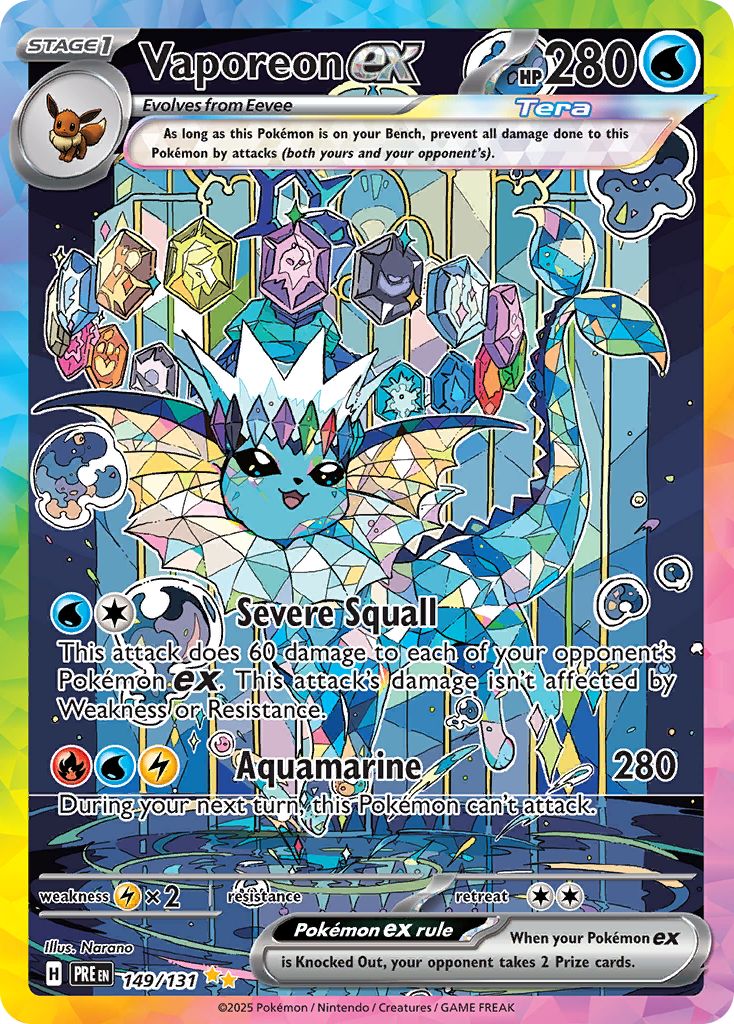 STAGE1
Vaporeon ex
HP 280
Evolves from Eevee
Tera
As long as this Pokémon is on your Bench, prevent all damage done to this
Pokémon by attacks (both yours and your opponent's).
Severe Squall
This attack does 60 damage to each of your opponent's
Pokémon ex. This attack's damage isn't affected by
Weakness or Resistance.
Aquamarine 280
During your next turn, this Pokémon can't attack.
weakness ×2 resistance retreat
Pokémon ex rule
When your Pokémon ex
is Knocked Out, your opponent takes 2 Prize cards.
Illus. Narano
H PRE EN 149/131
©2025 Pokémon / Nintendo / Creatures / GAME FREAK